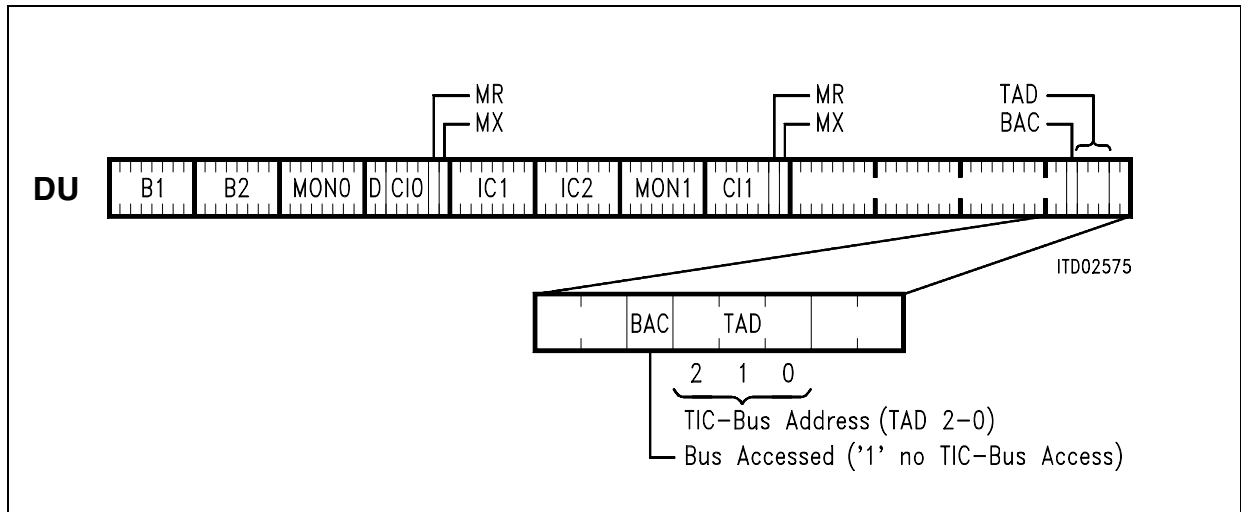 MR MR TAD
MX MX BAC
DU B1 B2 MON0 D CI0 IC1 IC2 MON1 CI1
ITD02575
BAC TAD
2 1 0
TIC-Bus Address (TAD 2-0)
Bus Accessed ('1' no TIC-Bus Access)